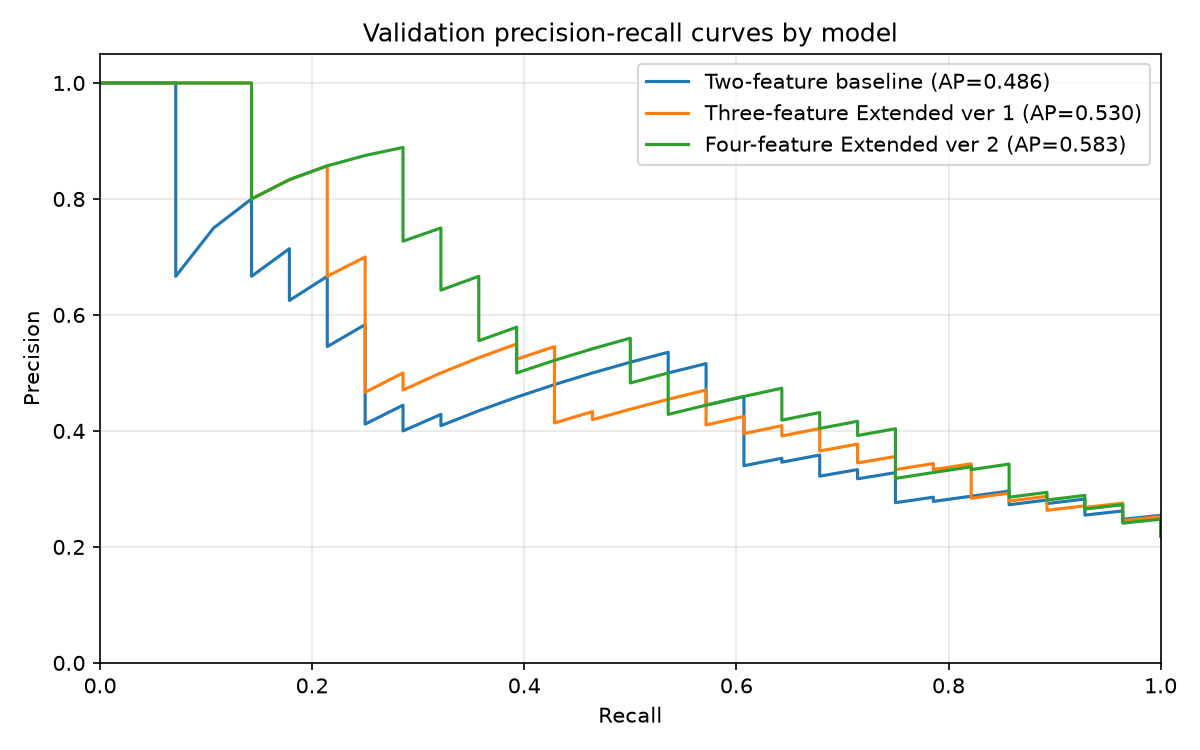 Validation precision-recall curves by model
Two-feature baseline (AP=0.486)
Three-feature Extended ver 1 (AP=0.530)
Four-feature Extended ver 2 (AP=0.583)
Precision
1.0
0.8
0.6
0.4
0.2
0.0
0.0 0.2 0.4 0.6 0.8 1.0
Recall